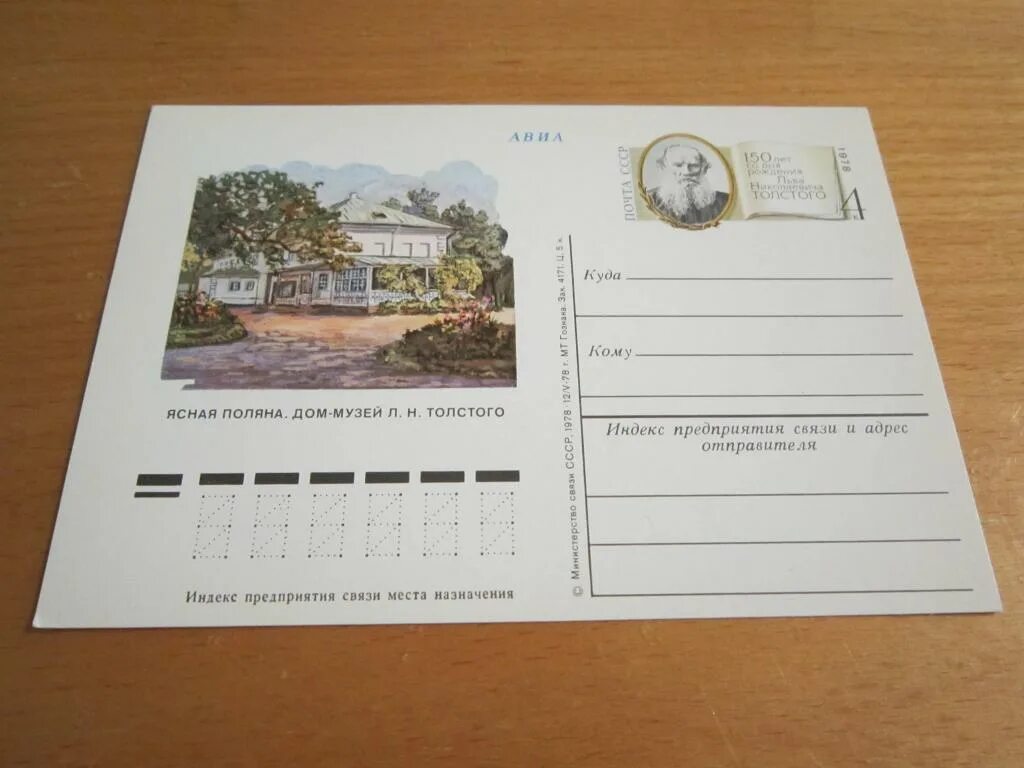 АВИА
ПОЧТА СССР
150 лет
со дня
рождения
Льва
Николаевича
ТОЛСТОГО
1978
4 к
ЯСНАЯ ПОЛЯНА. ДОМ-МУЗЕЙ Л. Н. ТОЛСТОГО
Индекс предприятия связи места назначения
© Министерство связи СССР, 1978 · 12/V-78 г. МТ Гознака. Зак. 4171. Ц. 5 к.
Куда
Кому
Индекс предприятия связи и адрес
отправителя